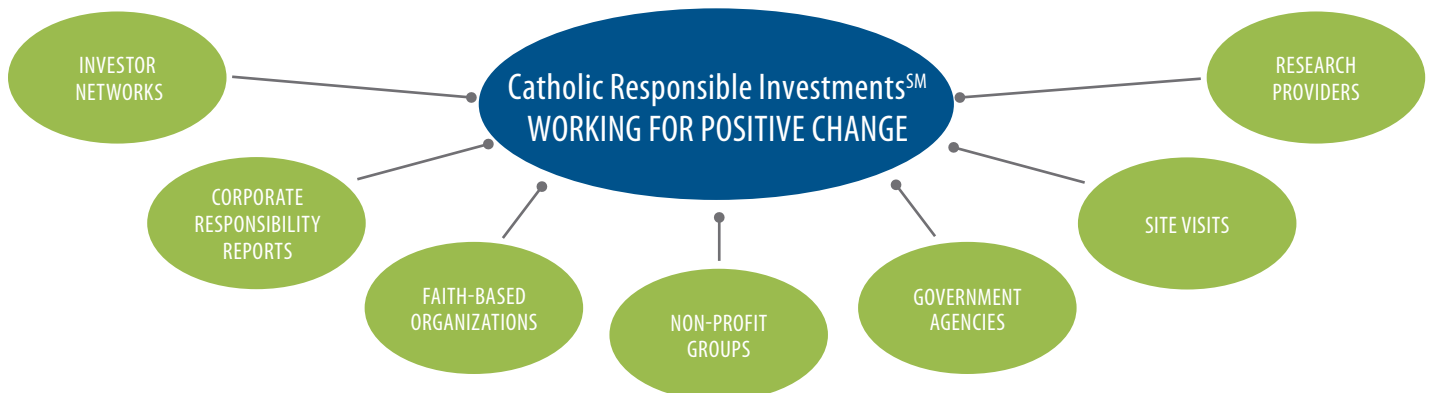 Catholic Responsible Investments℠
WORKING FOR POSITIVE CHANGE
INVESTOR
NETWORKS
CORPORATE
RESPONSIBILITY
REPORTS
FAITH-BASED
ORGANIZATIONS
NON-PROFIT
GROUPS
GOVERNMENT
AGENCIES
SITE VISITS
RESEARCH
PROVIDERS